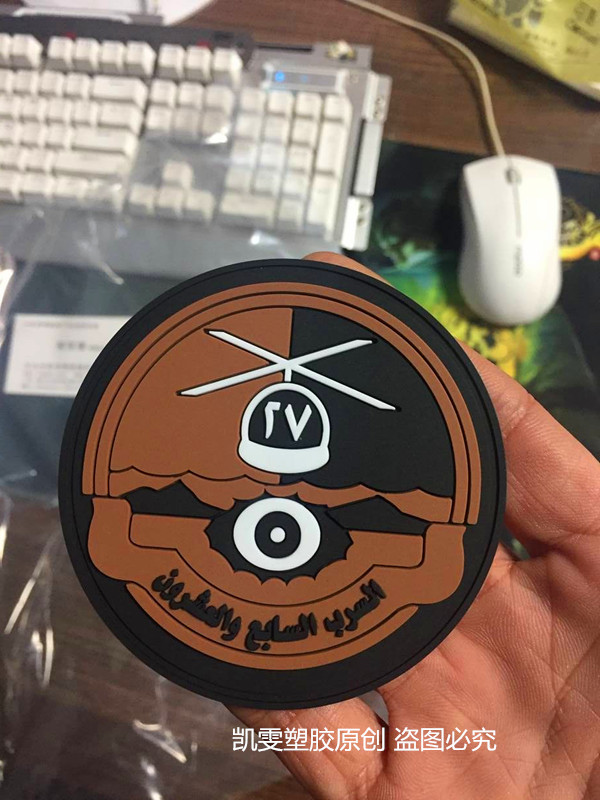 ٢٧
السرب السابع والعشرون
凯雯塑胶原创 盗图必究